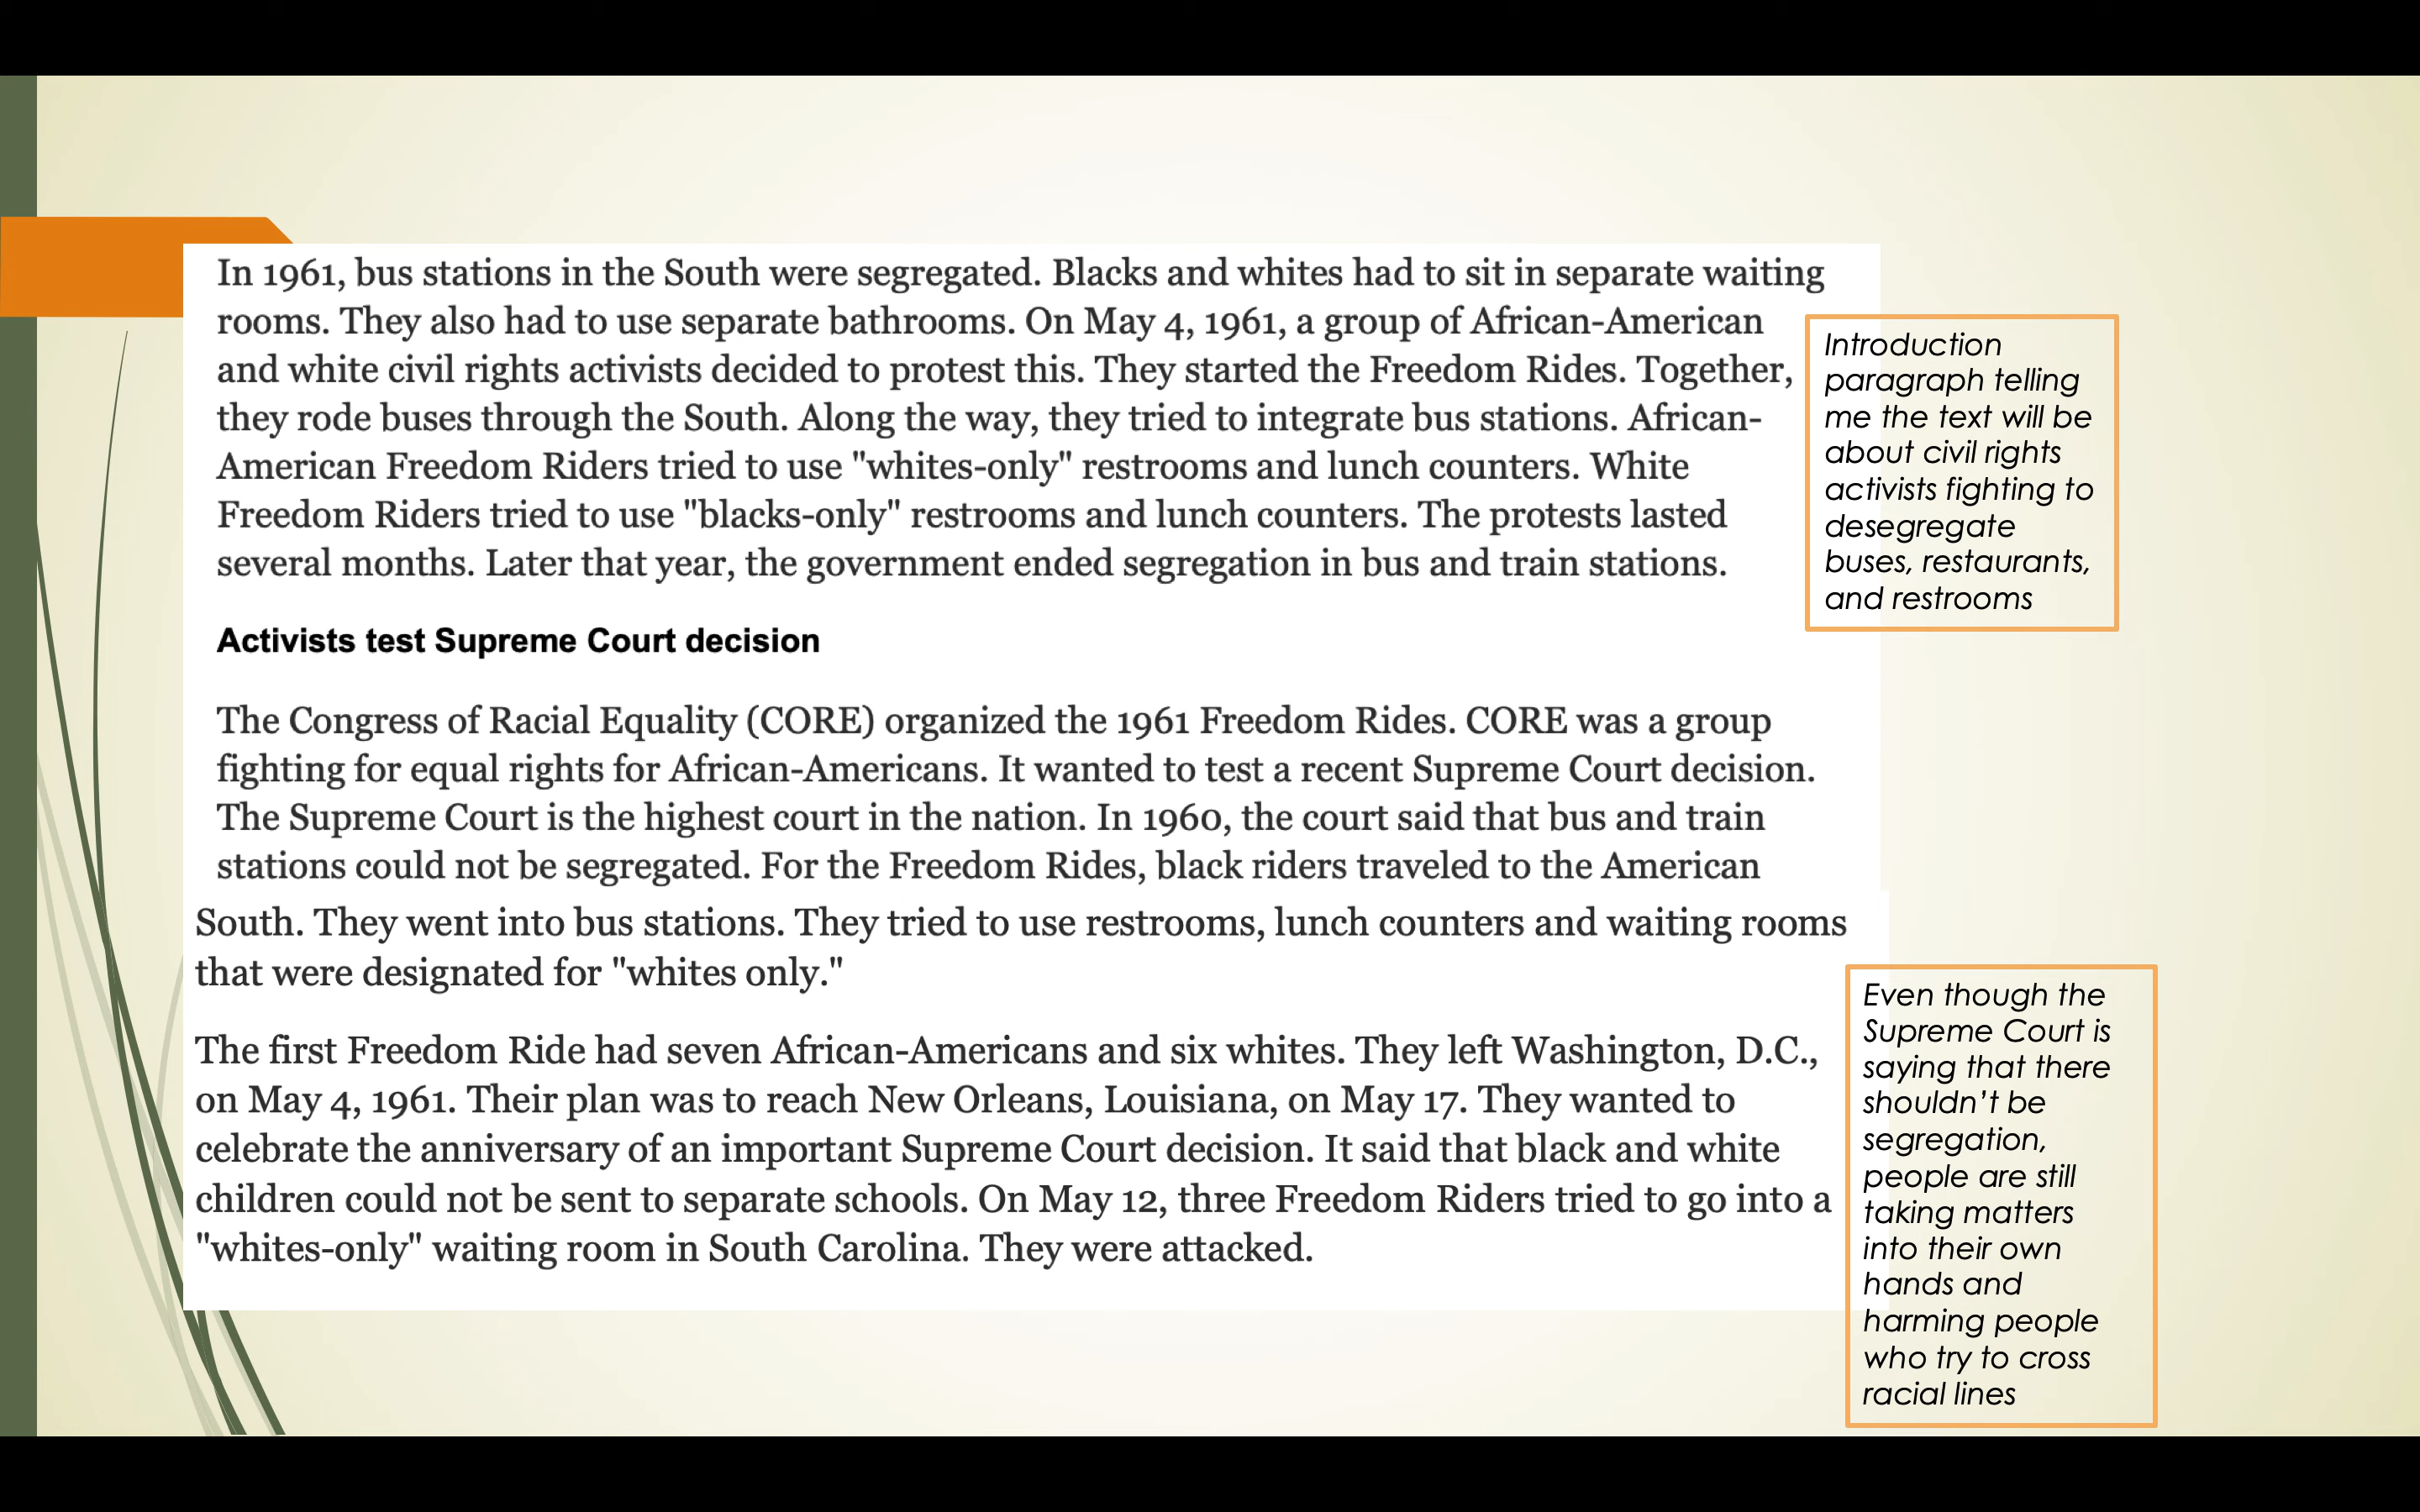 In 1961, bus stations in the South were segregated. Blacks and whites had to sit in separate waiting
rooms. They also had to use separate bathrooms. On May 4, 1961, a group of African-American
and white civil rights activists decided to protest this. They started the Freedom Rides. Together,
they rode buses through the South. Along the way, they tried to integrate bus stations. African-
American Freedom Riders tried to use "whites-only" restrooms and lunch counters. White
Freedom Riders tried to use "blacks-only" restrooms and lunch counters. The protests lasted
several months. Later that year, the government ended segregation in bus and train stations.
Introduction
paragraph telling
me the text will be
about civil rights
activists fighting to
desegregate
buses, restaurants,
and restrooms
Activists test Supreme Court decision
The Congress of Racial Equality (CORE) organized the 1961 Freedom Rides. CORE was a group
fighting for equal rights for African-Americans. It wanted to test a recent Supreme Court decision.
The Supreme Court is the highest court in the nation. In 1960, the court said that bus and train
stations could not be segregated. For the Freedom Rides, black riders traveled to the American
South. They went into bus stations. They tried to use restrooms, lunch counters and waiting rooms
that were designated for "whites only."
The first Freedom Ride had seven African-Americans and six whites. They left Washington, D.C.,
on May 4, 1961. Their plan was to reach New Orleans, Louisiana, on May 17. They wanted to
celebrate the anniversary of an important Supreme Court decision. It said that black and white
children could not be sent to separate schools. On May 12, three Freedom Riders tried to go into a
"whites-only" waiting room in South Carolina. They were attacked.
Even though the
Supreme Court is
saying that there
shouldn't be
segregation,
people are still
taking matters
into their own
hands and
harming people
who try to cross
racial lines